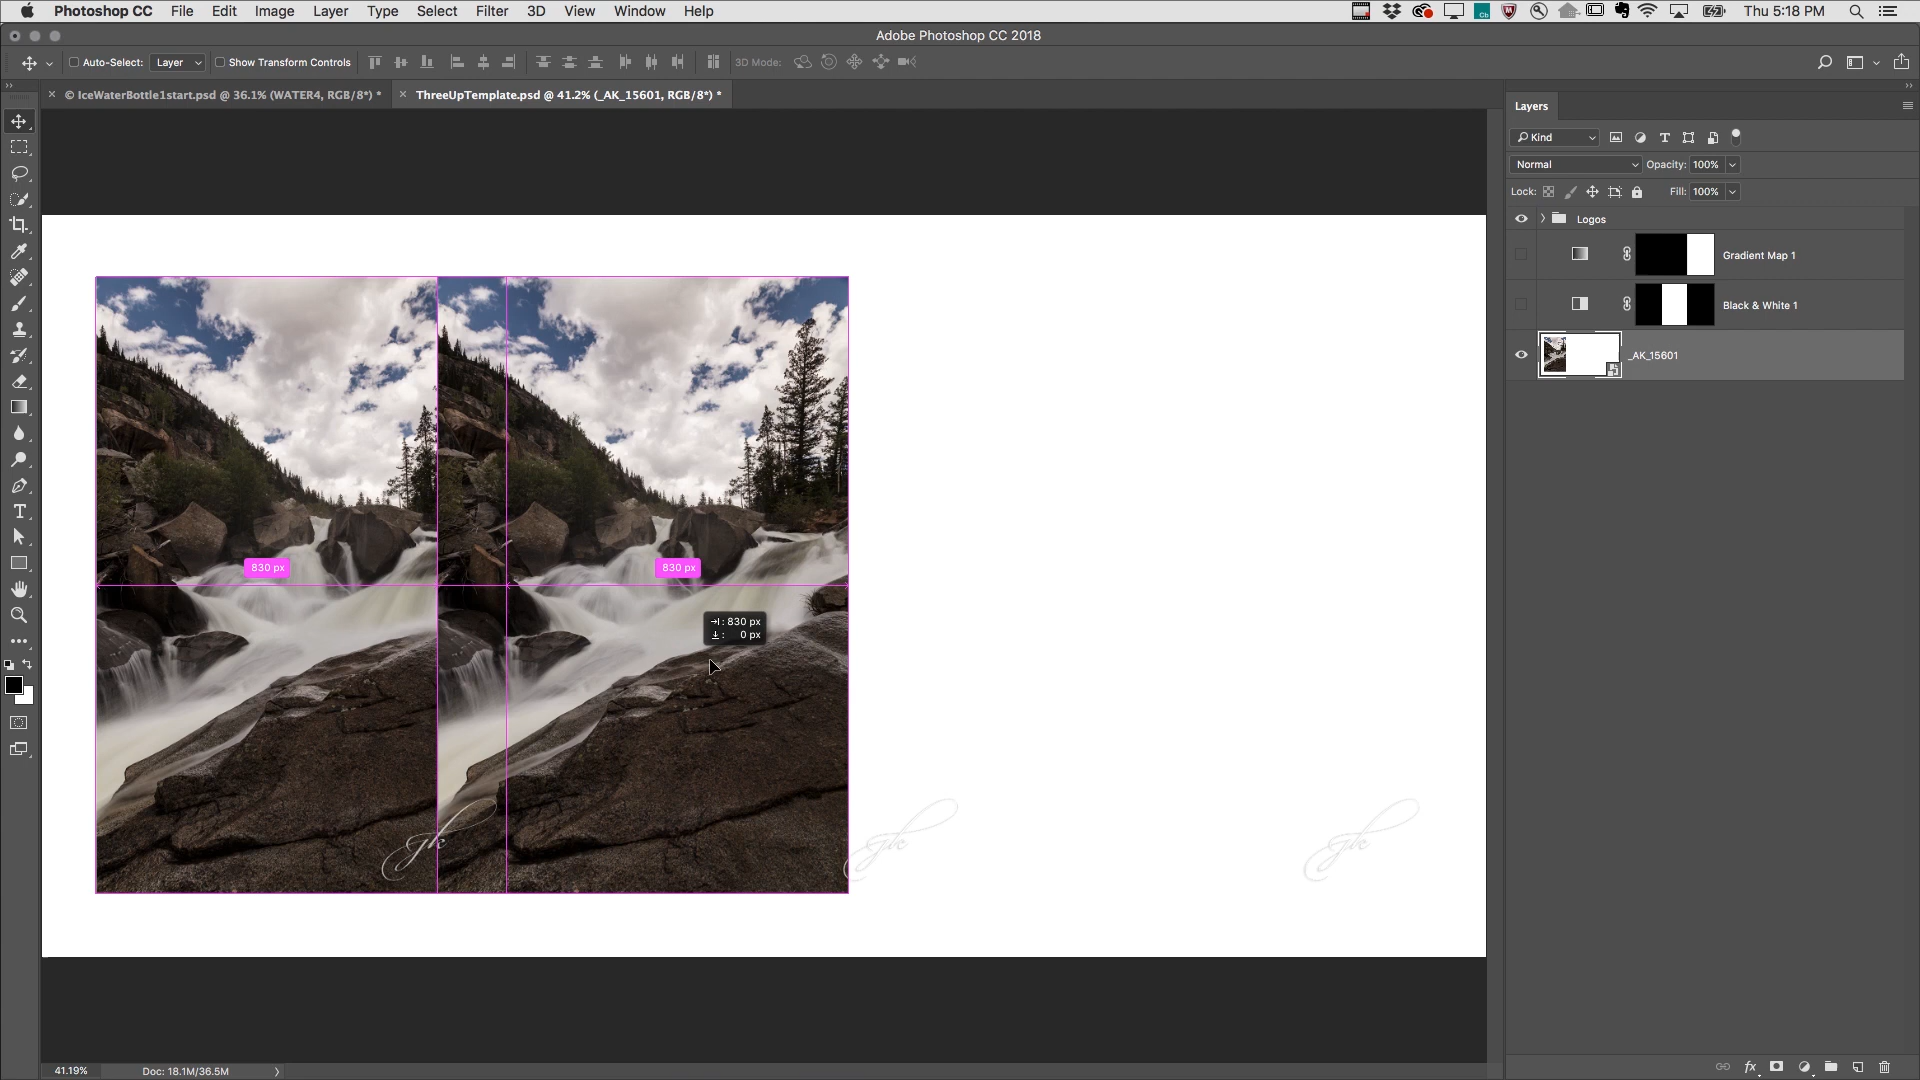 Photoshop CC File Edit Image Layer Type Select Filter 3D View Window Help
Thu 5:18 PM
Adobe Photoshop CC 2018
Auto-Select: Layer Show Transform Controls 3D Mode:
© IceWaterBottle1start.psd @ 36.1% (WATER4, RGB/8*) *
ThreeUpTemplate.psd @ 41.2% (_AK_15601, RGB/8*) *
Layers
Kind
Normal Opacity: 100%
Lock: Fill: 100%
Logos
Gradient Map 1
Black & White 1
_AK_15601
830 px 830 px
: 830 px
: 0 px
41.19% Doc: 18.1M/36.5M
fx